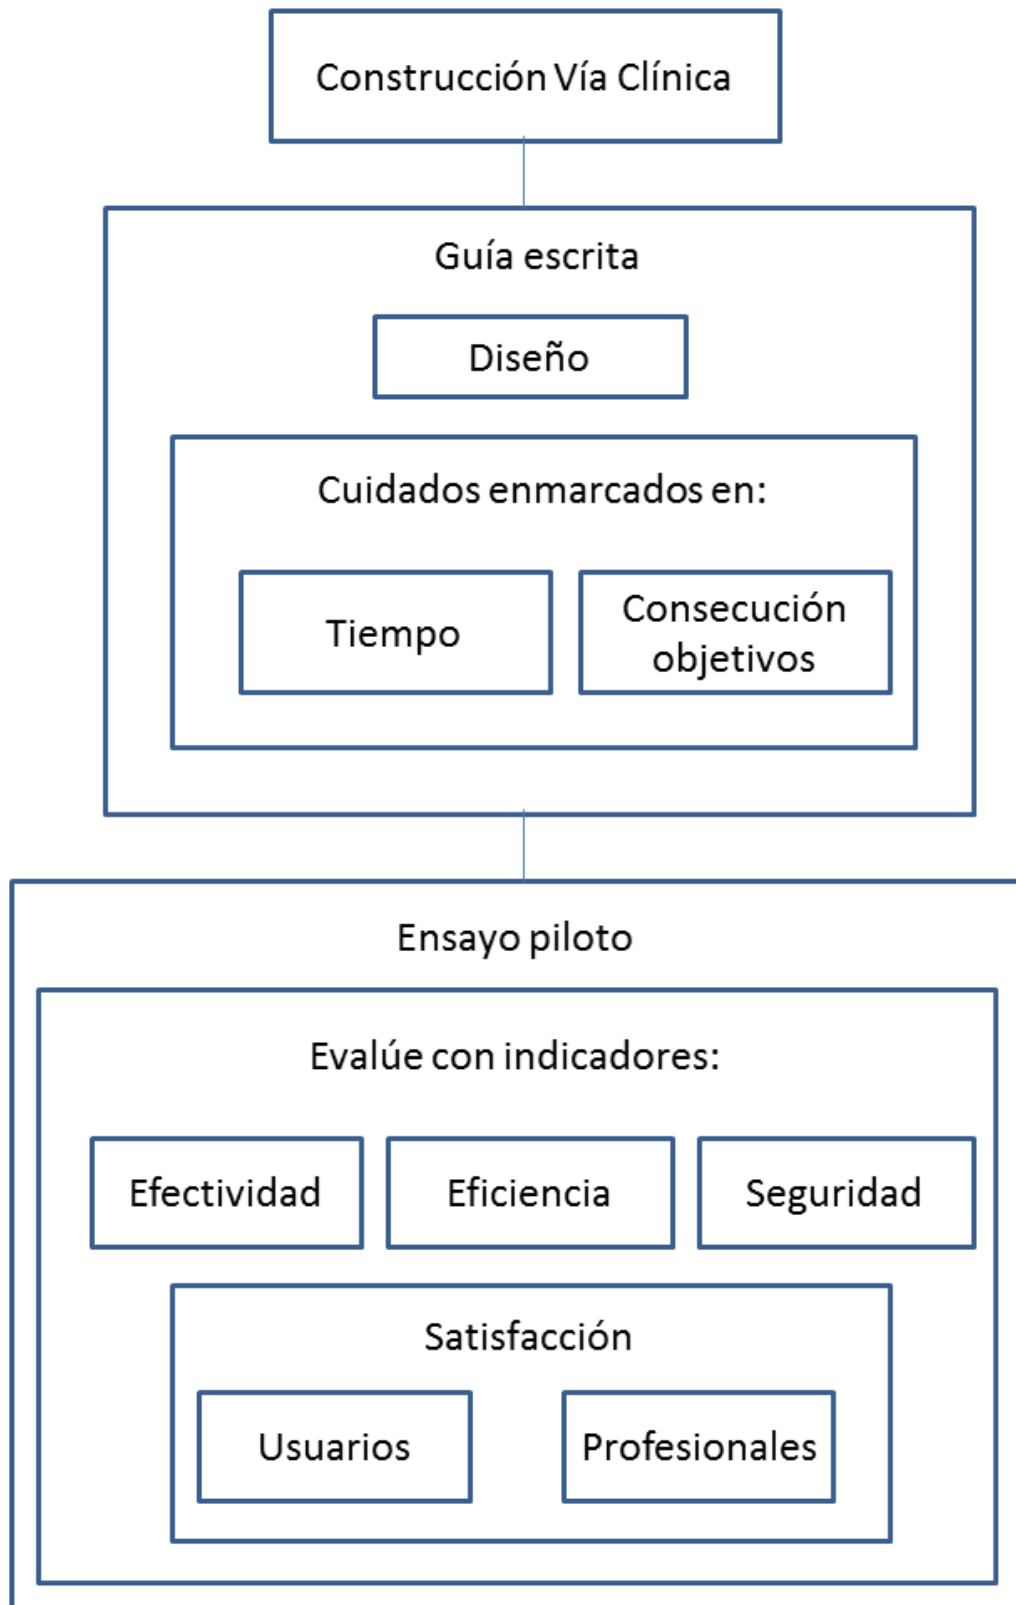 Construcción Vía Clínica
Guía escrita
Diseño
Cuidados enmarcados en:
Tiempo
Consecución
objetivos
Ensayo piloto
Evalúe con indicadores:
Efectividad
Eficiencia
Seguridad
Satisfacción
Usuarios
Profesionales